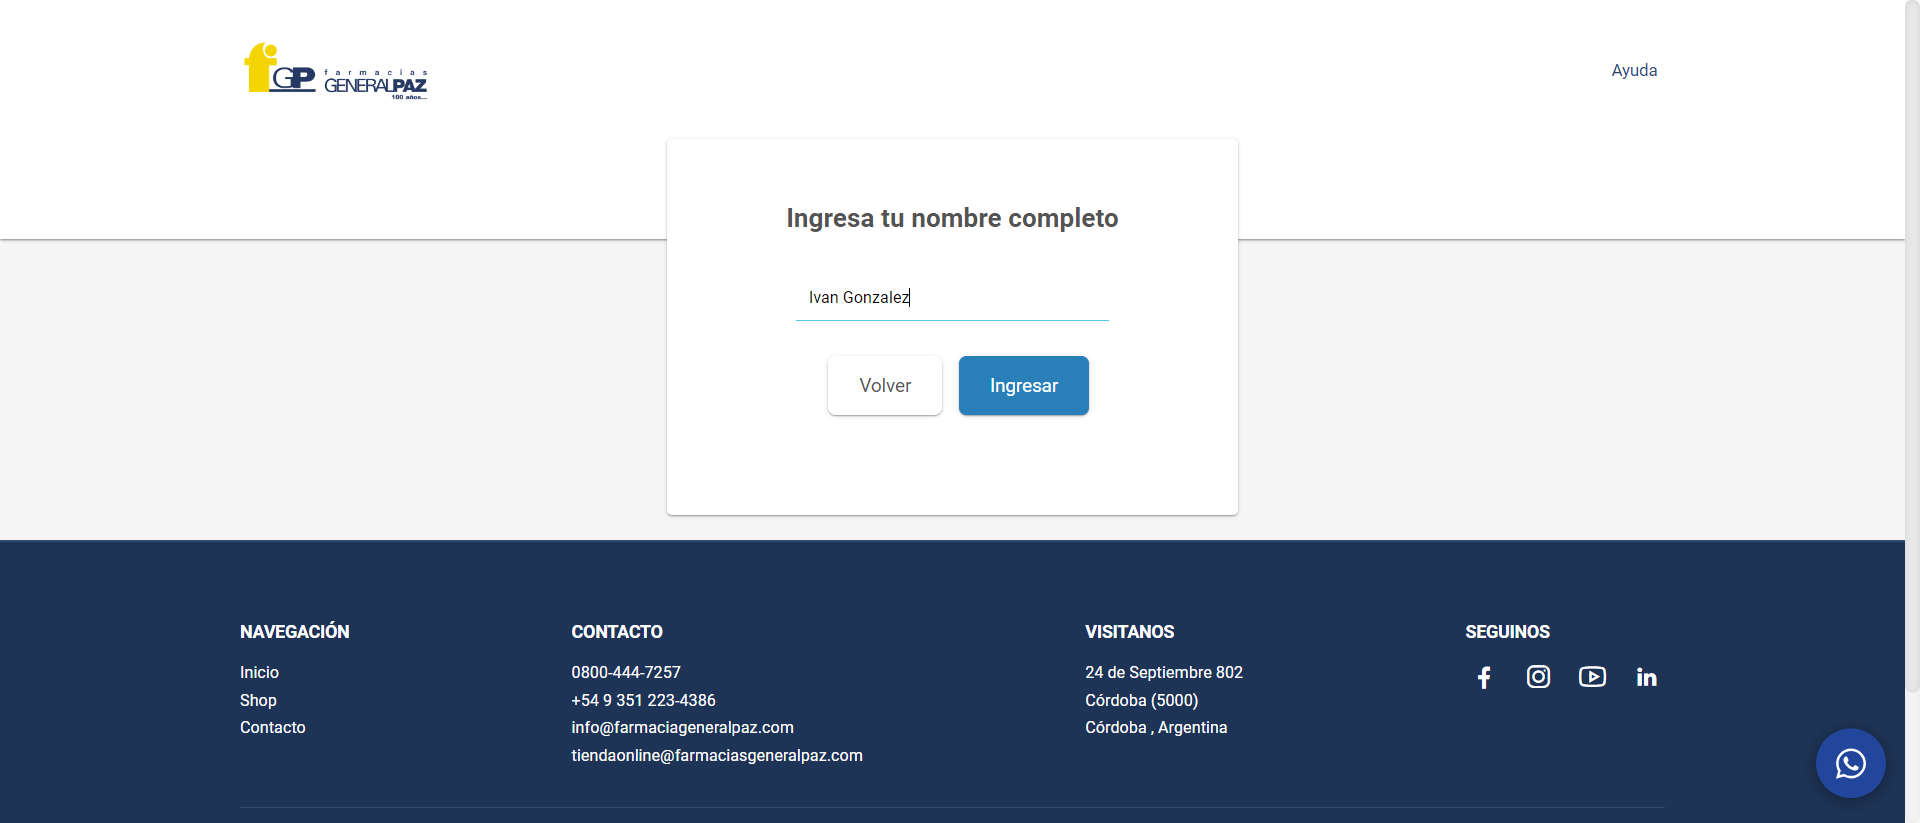 GP
farmacias
GENERALPAZ
100 años...
Ayuda
Ingresa tu nombre completo
Ivan Gonzalez
Volver
Ingresar
NAVEGACIÓN
Inicio
Shop
Contacto
CONTACTO
0800-444-7257
+54 9 351 223-4386
info@farmaciageneralpaz.com
tiendaonline@farmaciasgeneralpaz.com
VISITANOS
24 de Septiembre 802
Córdoba (5000)
Córdoba , Argentina
SEGUINOS